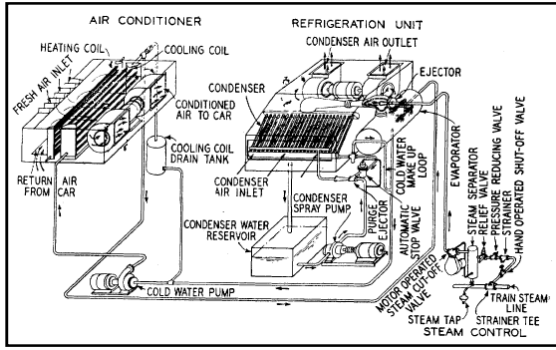 AIR CONDITIONER
HEATING COIL
COOLING COIL
FRESH AIR INLET
CONDITIONED
AIR TO CAR
COOLING COIL
DRAIN TANK
RETURN AIR
FROM CAR
COLD WATER PUMP
REFRIGERATION UNIT
CONDENSER AIR OUTLET
EJECTOR
CONDENSER
CONDENSER
AIR INLET
CONDENSER
SPRAY PUMP
CONDENSER WATER
RESERVOIR
PURGE
EJECTOR
AUTOMATIC
STOP VALVE
COLD WATER
MAKE UP
LOOP
EVAPORATOR
STEAM SEPARATOR
RELIEF VALVE
PRESSURE REDUCING VALVE
STRAINER
HAND OPERATED SHUT-OFF VALVE
MOTOR OPERATED
STEAM CUT-OFF
VALVE
TRAIN STEAM
LINE
STEAM TAP
STRAINER TEE
STEAM CONTROL